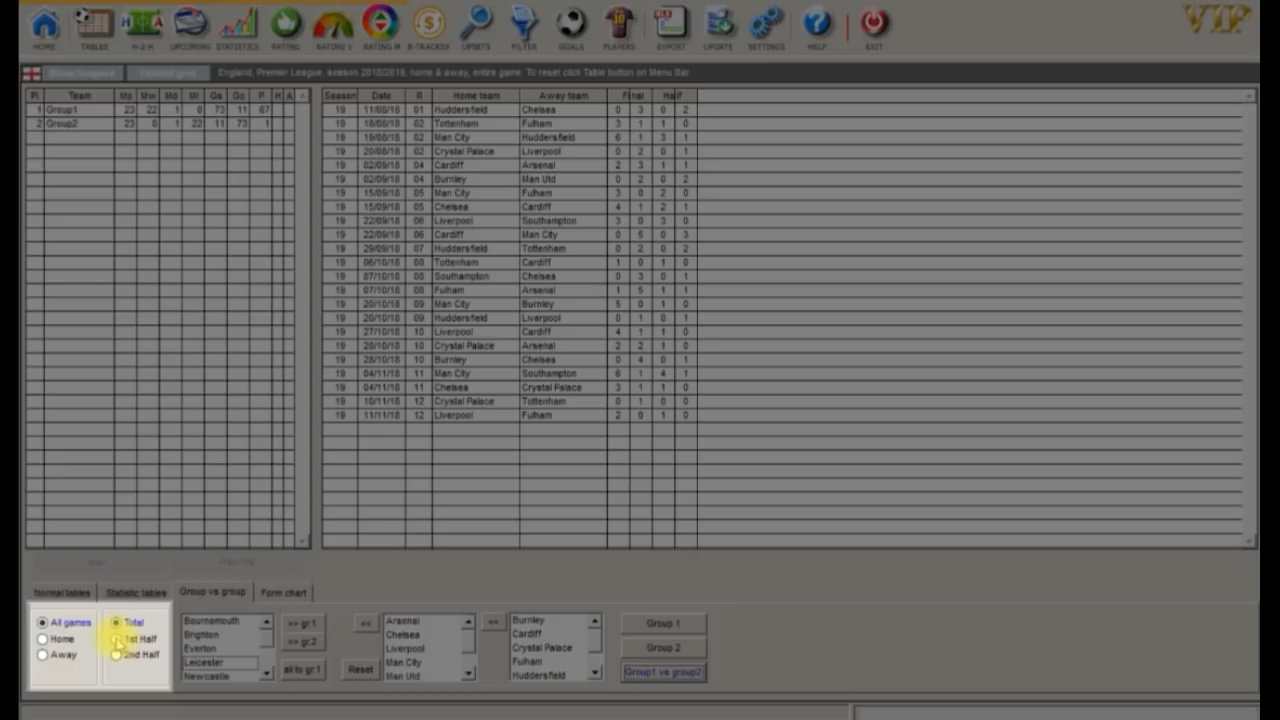 VIP
HOME TABLES H-2-H UPCOMING STATISTICS RATING RATING II RATING III B-TRACKER UPSETS FILTER GOALS PLAYERS EXPORT UPDATE SETTINGS HELP EXIT
England, Premier League season 2018/2019, home & away, entire game To reset click Table button on Menu Bar
Pl. Team Mp Mw Md Ml Ga Gc P H A
1 Group1 23 22 1 0 73 11 67
2 Group2 23 0 1 22 11 73 1
Season Date R Home team Away team Final Half
19 11/08/18 01 Huddersfield Chelsea 0 3 0 2
19 18/08/18 02 Tottenham Fulham 3 1 1 0
19 19/08/18 02 Man City Huddersfield 6 1 3 1
19 20/08/18 02 Crystal Palace Liverpool 0 2 0 1
19 02/09/18 04 Cardiff Arsenal 2 3 1 1
19 02/09/18 04 Burnley Man Utd 0 2 0 2
19 15/09/18 05 Man City Fulham 3 0 2 0
19 15/09/18 05 Chelsea Cardiff 4 1 2 1
19 22/09/18 06 Liverpool Southampton 3 0 3 0
19 22/09/18 06 Cardiff Man City 0 5 0 3
19 29/09/18 07 Huddersfield Tottenham 0 2 0 2
19 06/10/18 08 Tottenham Cardiff 1 0 1 0
19 07/10/18 08 Southampton Chelsea 0 3 0 1
19 07/10/18 08 Fulham Arsenal 1 5 1 1
19 20/10/18 09 Man City Burnley 5 0 1 0
19 20/10/18 09 Huddersfield Liverpool 0 1 0 1
19 27/10/18 10 Liverpool Cardiff 4 1 1 0
19 28/10/18 10 Crystal Palace Arsenal 2 2 1 0
19 28/10/18 10 Burnley Chelsea 0 4 0 1
19 04/11/18 11 Man City Southampton 6 1 4 1
19 04/11/18 11 Chelsea Crystal Palace 3 1 1 0
19 10/11/18 12 Crystal Palace Tottenham 0 1 0 0
19 11/11/18 12 Liverpool Fulham 2 0 1 0
Normal tables Statistic tables Group vs group Form chart
All games Total
Home 1st Half
Away 2nd Half
Bournemouth
Brighton
Everton
Leicester
Newcastle
>> gr.1
>> gr.2
all to gr.1
<<
Reset
Arsenal
Chelsea
Liverpool
Man City
Man Utd
<<
Burnley
Cardiff
Crystal Palace
Fulham
Huddersfield
Group 1
Group 2
Group1 vs group2